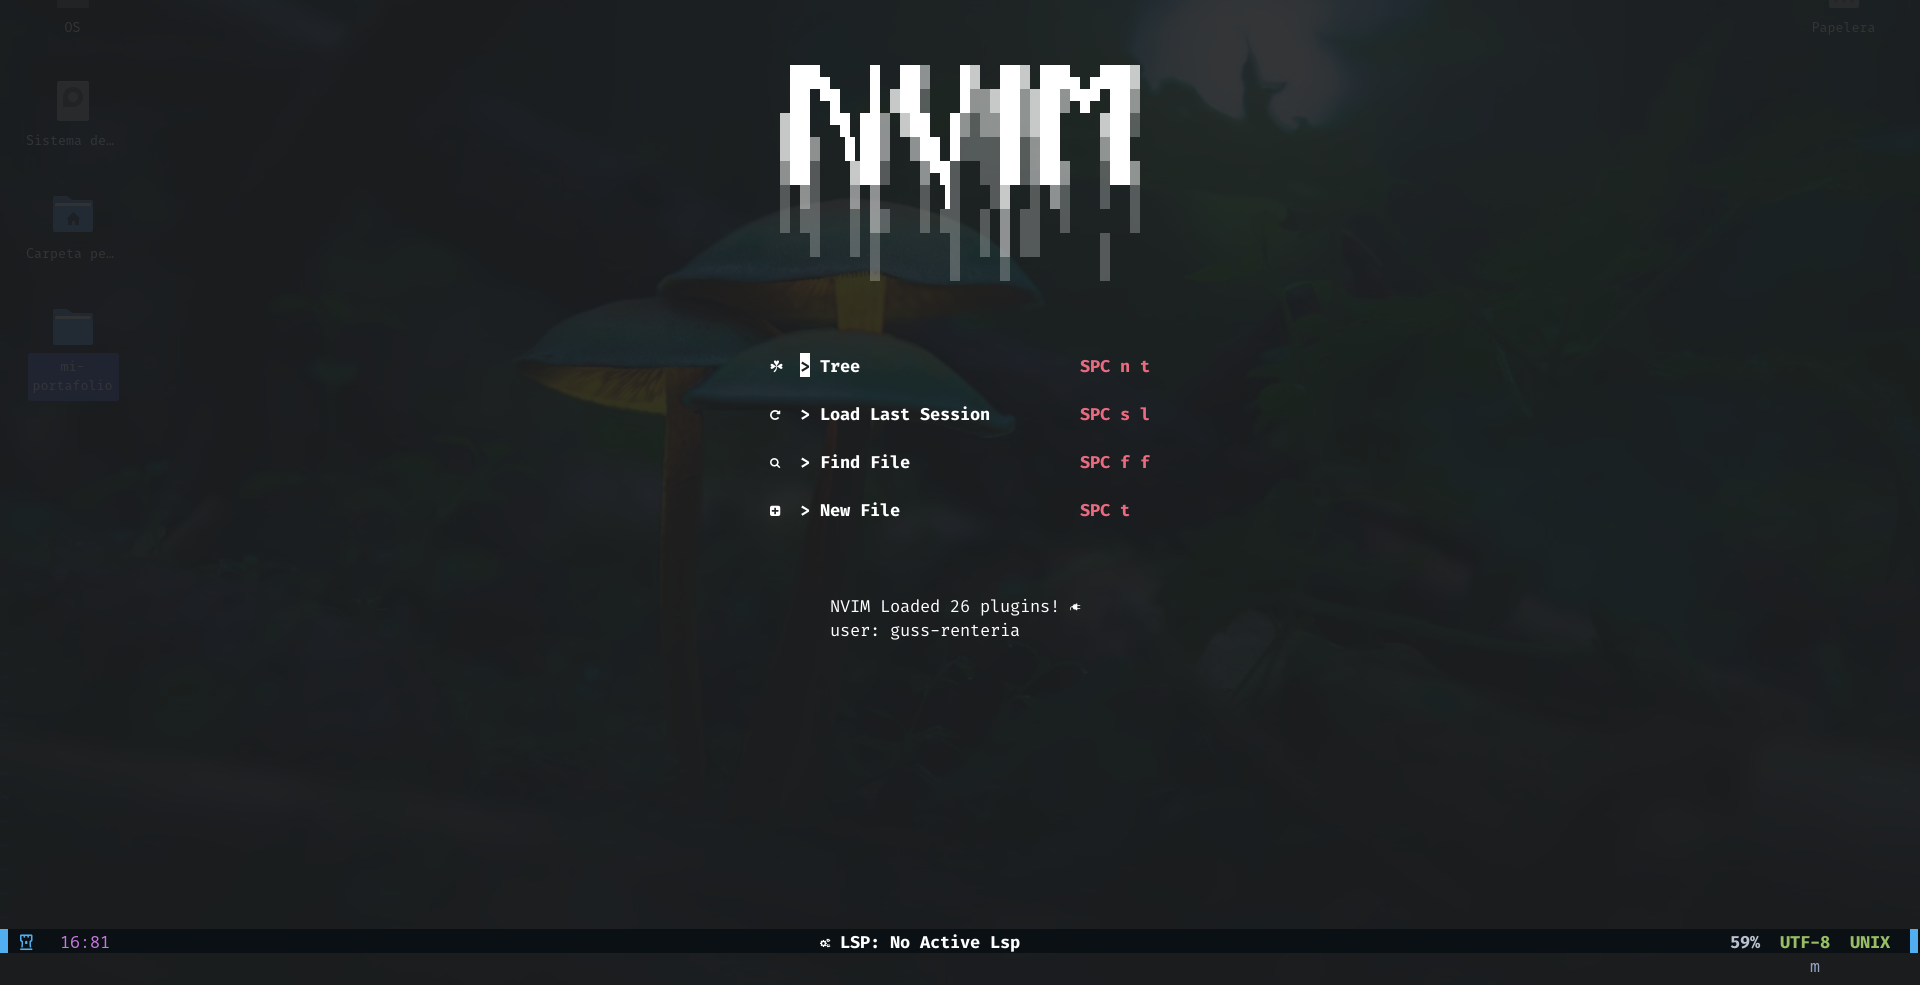 OS
Papelera
NVIM
Sistema de…
Carpeta pe…
mi-
portafolio
> Tree SPC n t
> Load Last Session SPC s l
> Find File SPC f f
> New File SPC t
NVIM Loaded 26 plugins!
user: guss-renteria
16:81 LSP: No Active Lsp 59% UTF-8 UNIX
m